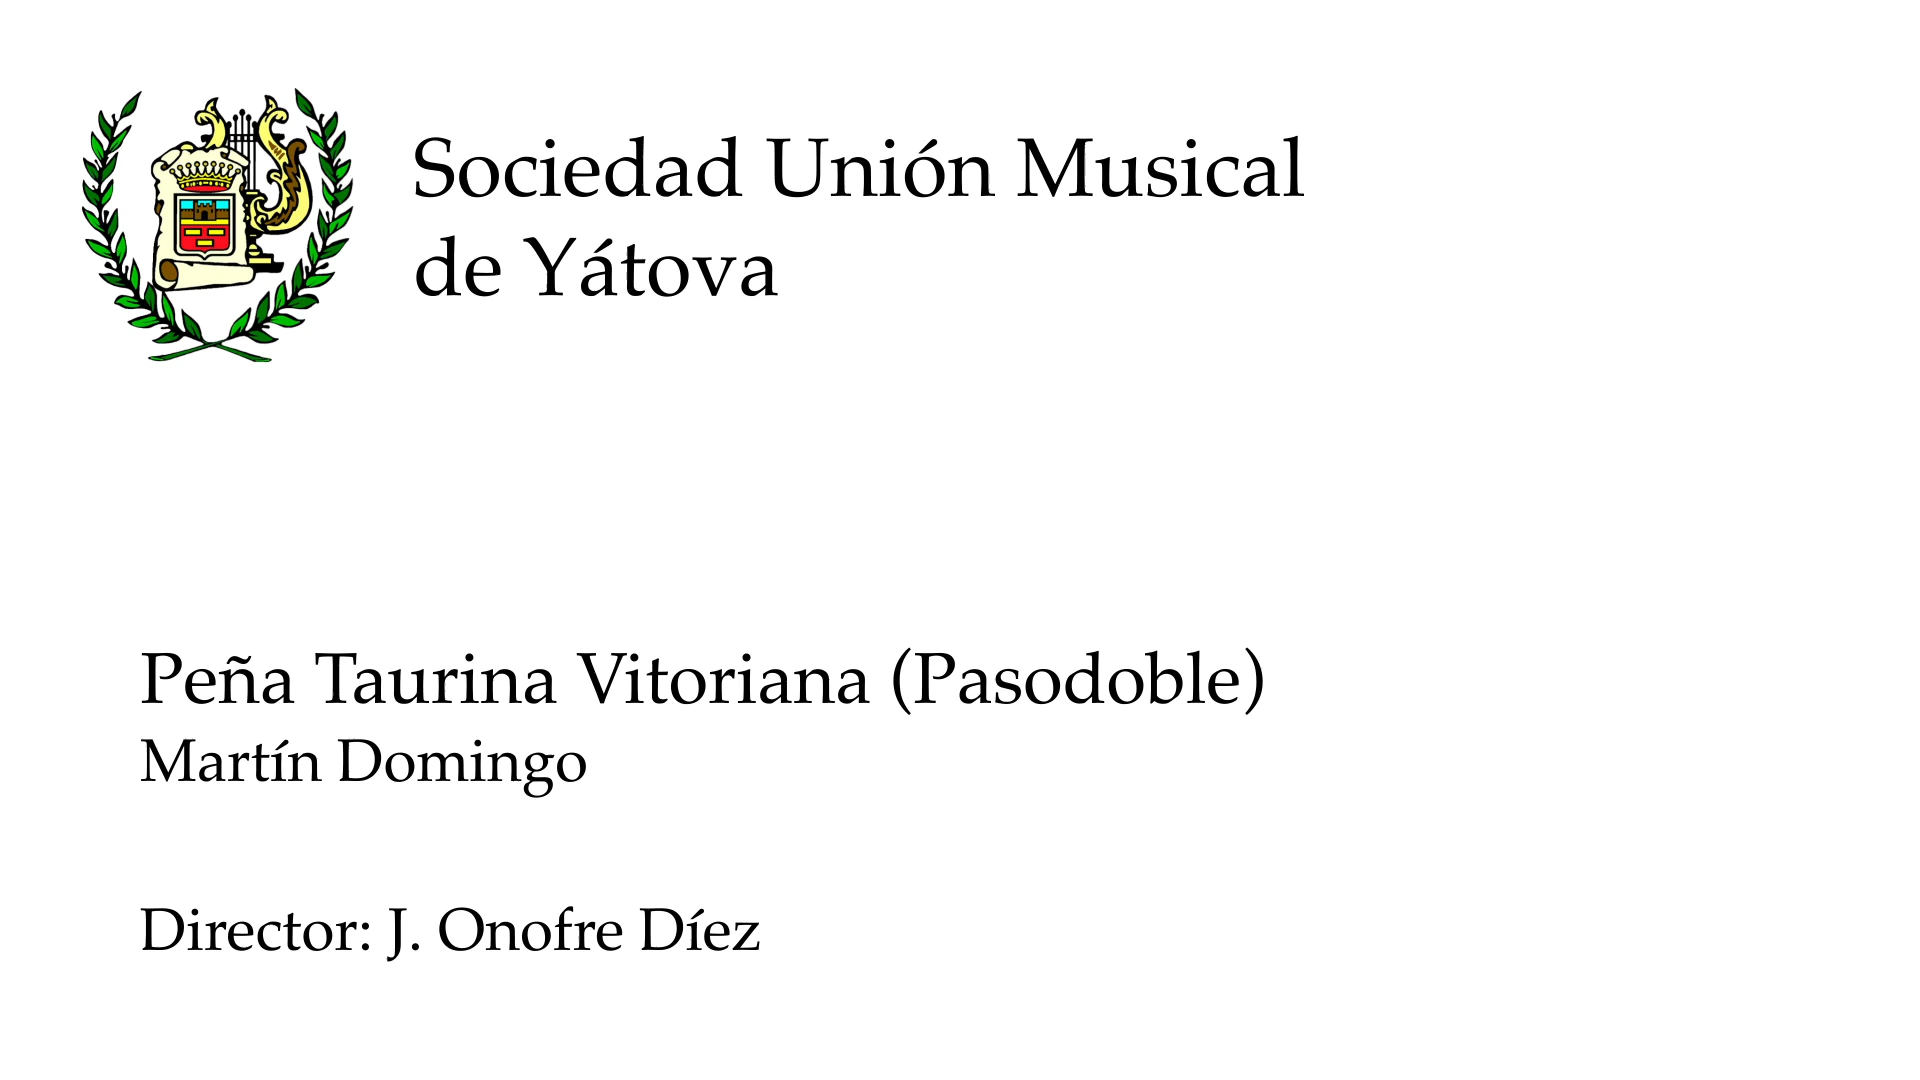 Sociedad Unión Musical
de Yátova
Peña Taurina Vitoriana (Pasodoble)
Martín Domingo
Director: J. Onofre Díez